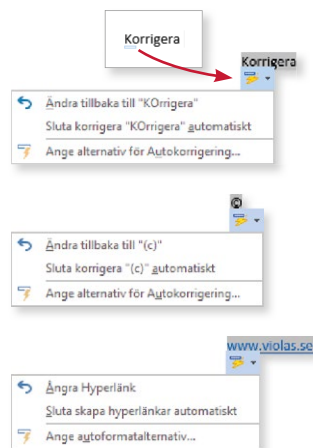 Korrigera
Korrigera
Ändra tillbaka till "KOrrigera"
Sluta korrigera "KOrrigera" automatiskt
Ange alternativ för Autokorrigering...
©
Ändra tillbaka till "(c)"
Sluta korrigera "(c)" automatiskt
Ange alternativ för Autokorrigering...
www.violas.se
Ångra Hyperlänk
Sluta skapa hyperlänkar automatiskt
Ange autoformatalternativ...